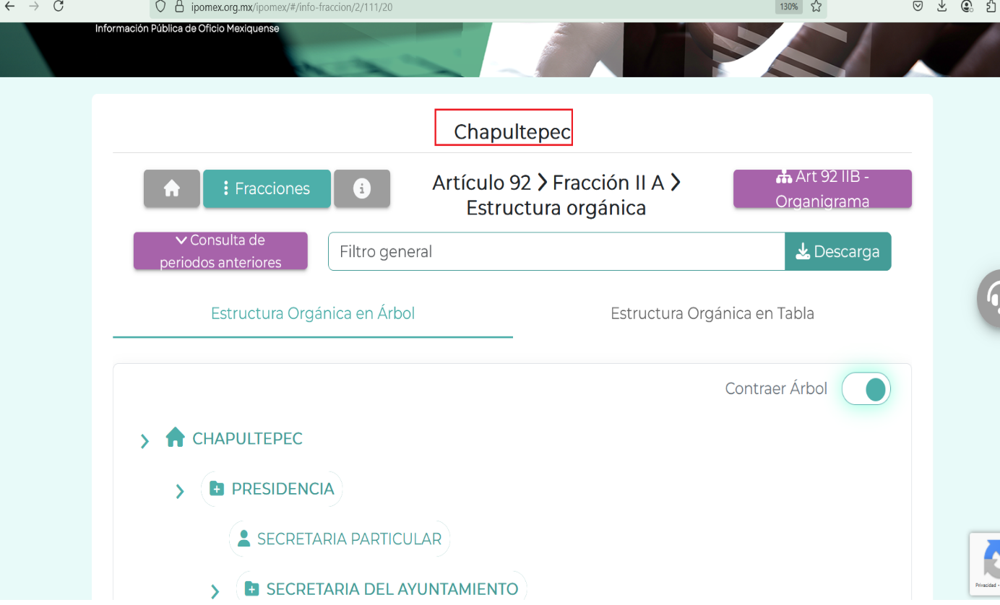 ipomex.org.mx/ipomex/#/info-fraccion/2/111/20
130%
Información Pública de Oficio Mexiquense
Chapultepec
Fracciones
Artículo 92 Fracción II A
Estructura orgánica
Art 92 IIB -
Organigrama
Consulta de
periodos anteriores
Filtro general
Descarga
Estructura Orgánica en Árbol
Estructura Orgánica en Tabla
Contraer Árbol
CHAPULTEPEC
PRESIDENCIA
SECRETARIA PARTICULAR
SECRETARIA DEL AYUNTAMIENTO
Privacidad -